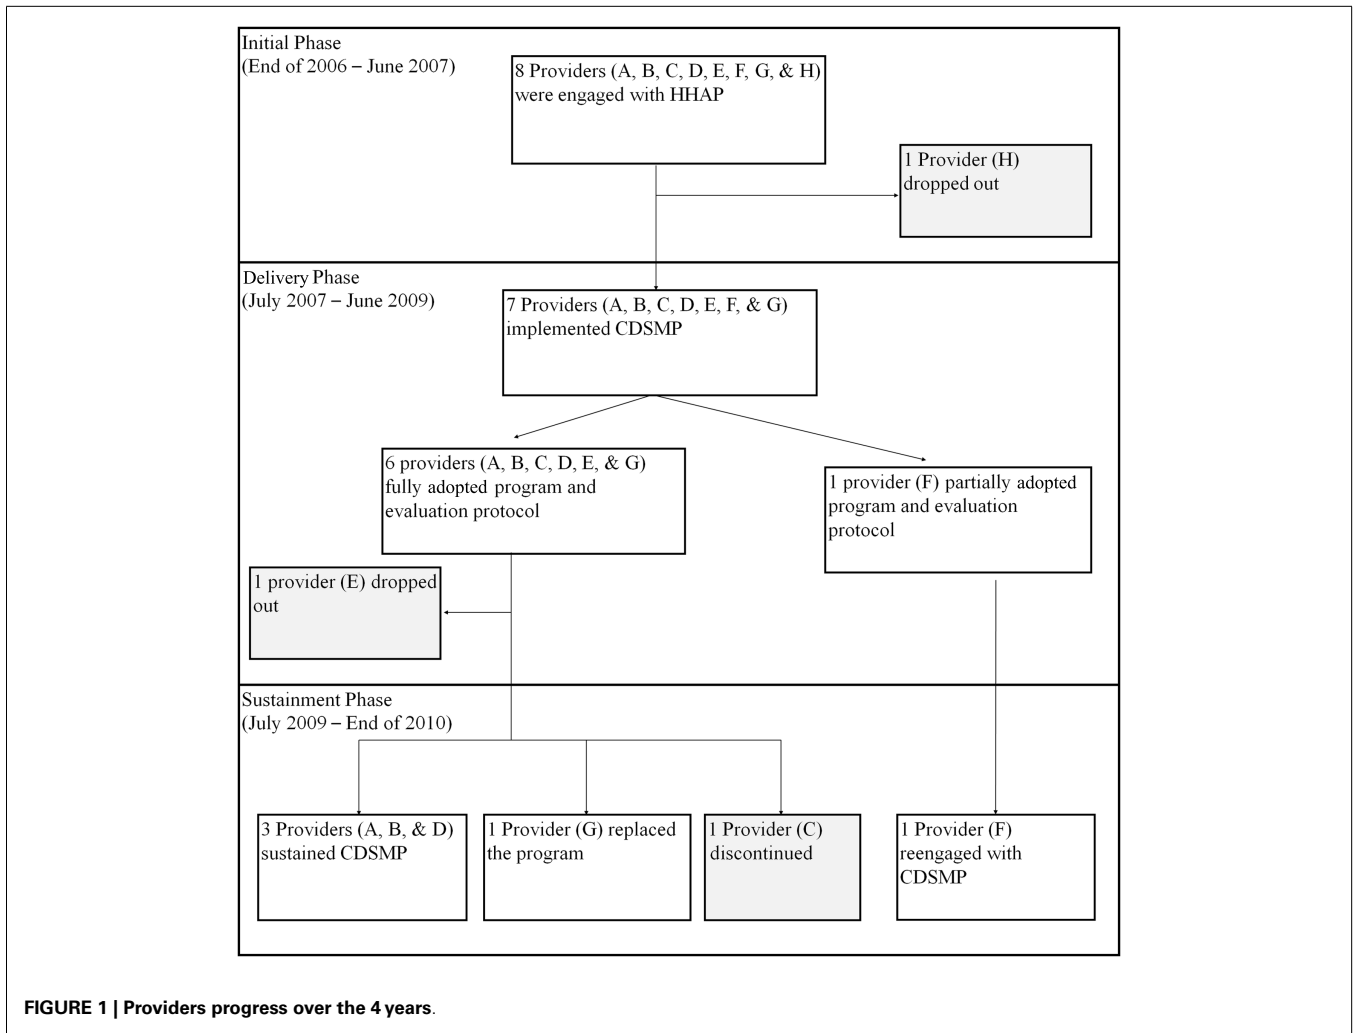 Initial Phase
(End of 2006 – June 2007)
8 Providers (A, B, C, D, E, F, G, & H)
were engaged with HHAP
1 Provider (H)
dropped out
Delivery Phase
(July 2007 – June 2009)
7 Providers (A, B, C, D, E, F, & G)
implemented CDSMP
6 providers (A, B, C, D, E, & G)
fully adopted program and
evaluation protocol
1 provider (F) partially adopted
program and evaluation
protocol
1 provider (E) dropped
out
Sustainment Phase
(July 2009 – End of 2010)
3 Providers (A, B, & D)
sustained CDSMP
1 Provider (G) replaced
the program
1 Provider (C)
discontinued
1 Provider (F)
reengaged with
CDSMP
FIGURE 1 | Providers progress over the 4 years.